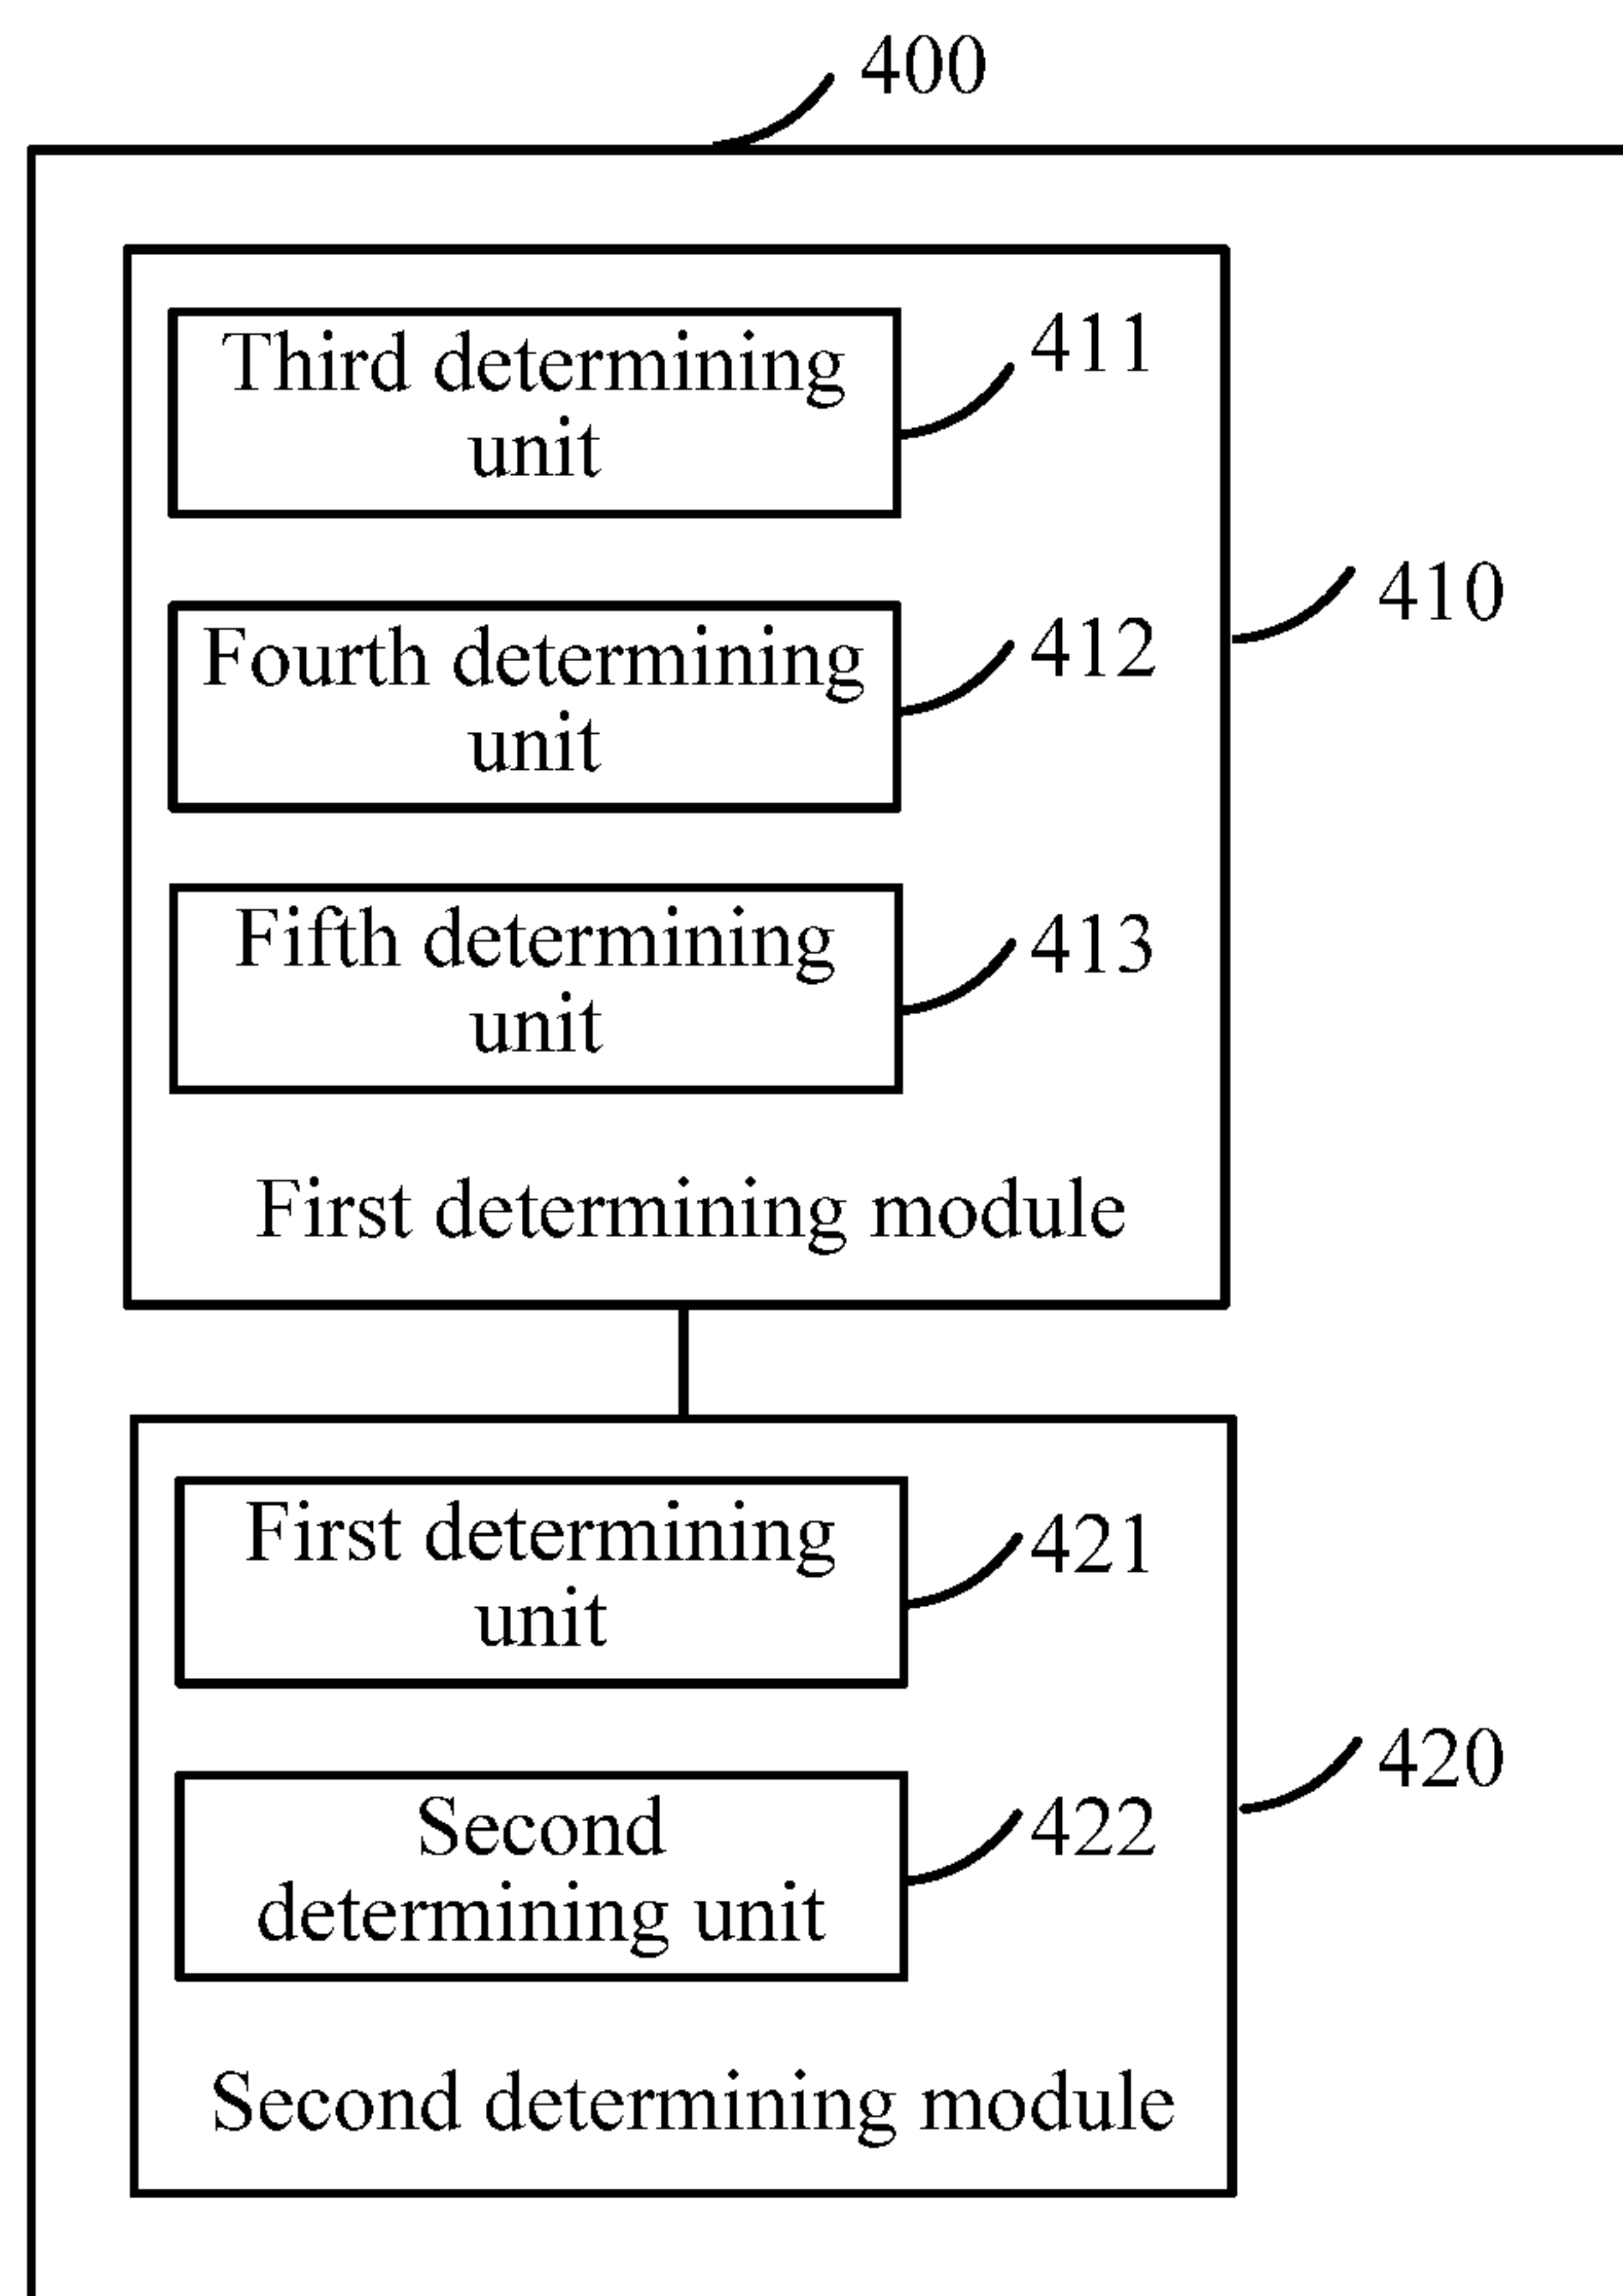 400
Third determining
unit
411
410
Fourth determining
unit
412
Fifth determining
unit
413
First determining module
First determining
unit
421
420
Second
determining unit
422
Second determining module